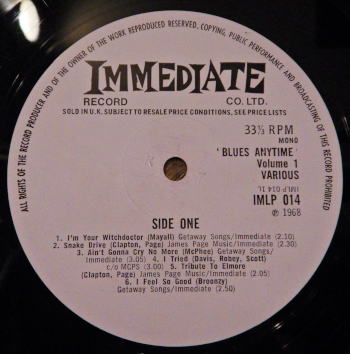 ALL RIGHTS OF THE RECORD PRODUCER AND OF THE OWNER OF THE WORK REPRODUCED RESERVED. COPYING, PUBLIC PERFORMANCE AND BROADCASTING OF THIS RECORD PROHIBITED
IMMEDIATE
RECORD CO. LTD.
SOLD IN U.K. SUBJECT TO RESALE PRICE CONDITIONS, SEE PRICE LISTS
33⅓ RPM
MONO
'BLUES ANYTIME'
Volume 1
VARIOUS
IMLP 014 1L
IMLP 014
℗ 1968
SIDE ONE
1. I'm Your Witchdoctor (Mayall) Getaway Songs/Immediate (2.10)
2. Snake Drive (Clapton, Page) James Page Music/Immediate (2.30)
3. Ain't Gonna Cry No More (McPhee) Getaway Songs/
Immediate (3.05) 4. I Tried (Davis, Robey, Scott)
c/o MCPS (3.00) 5. Tribute To Elmore
(Clapton, Page) James Page Music/Immediate (2.05)
6. I Feel So Good (Broonzy)
Getaway Songs/Immediate (2.50)